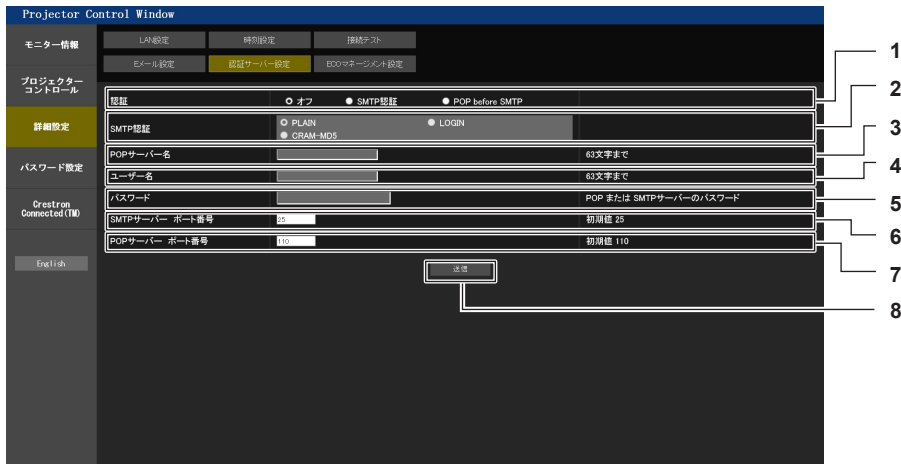 Projector Control Window
モニター情報
プロジェクター
コントロール
詳細設定
パスワード設定
Crestron
Connected(TM)
English
LAN設定 時刻設定 接続テスト
Eメール設定 認証サーバー設定 ECOマネージメント設定
認証 オフ SMTP認証 POP before SMTP
SMTP認証 PLAIN LOGIN
CRAM-MD5
POPサーバー名 63文字まで
ユーザー名 63文字まで
パスワード POP または SMTPサーバーのパスワード
SMTPサーバー ポート番号 25 初期値 25
POPサーバー ポート番号 110 初期値 110
送信
1
2
3
4
5
6
7
8